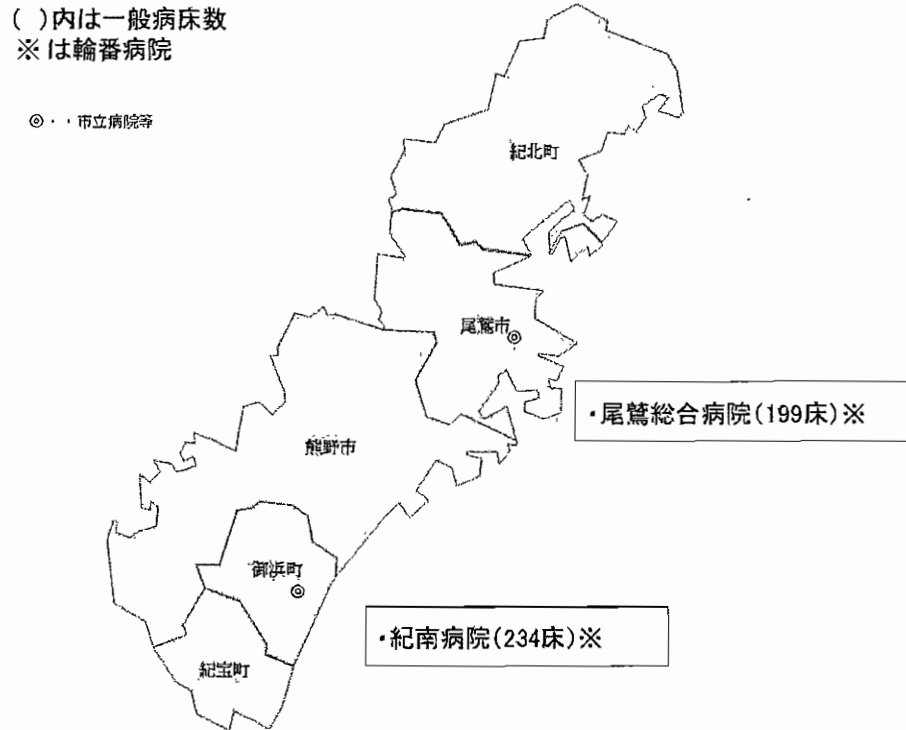 ( )内は一般病床数
※は輪番病院
◎・・市立病院等
紀北町
尾鷲市
◎
・尾鷲総合病院(199床)※
熊野市
御浜町
◎
・紀南病院(234床)※
紀宝町